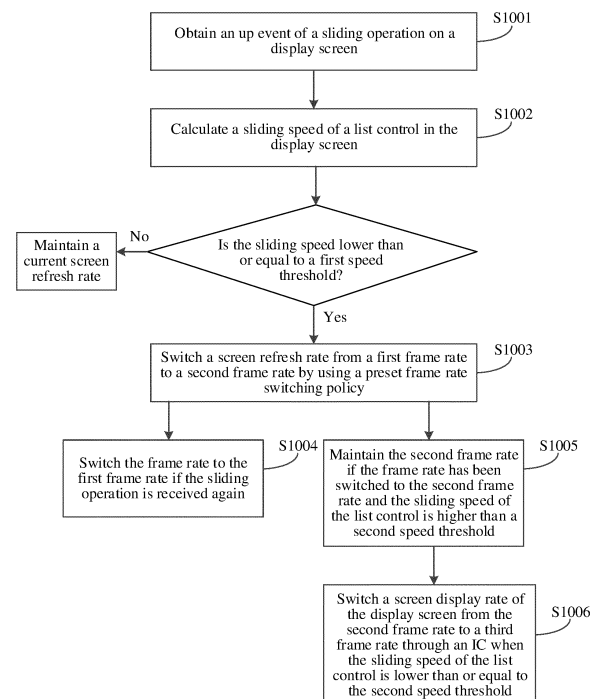 S1001
Obtain an up event of a sliding operation on a
display screen
S1002
Calculate a sliding speed of a list control in the
display screen
No
Maintain a
current screen
refresh rate
Is the sliding speed lower than
or equal to a first speed
threshold?
Yes
S1003
Switch a screen refresh rate from a first frame rate
to a second frame rate by using a preset frame rate
switching policy
S1004
Switch the frame rate to the
first frame rate if the sliding
operation is received again
S1005
Maintain the second frame rate
if the frame rate has been
switched to the second frame
rate and the sliding speed of
the list control is higher than a
second speed threshold
S1006
Switch a screen display rate of
the display screen from the
second frame rate to a third
frame rate through an IC when
the sliding speed of the list
control is lower than or equal to
the second speed threshold